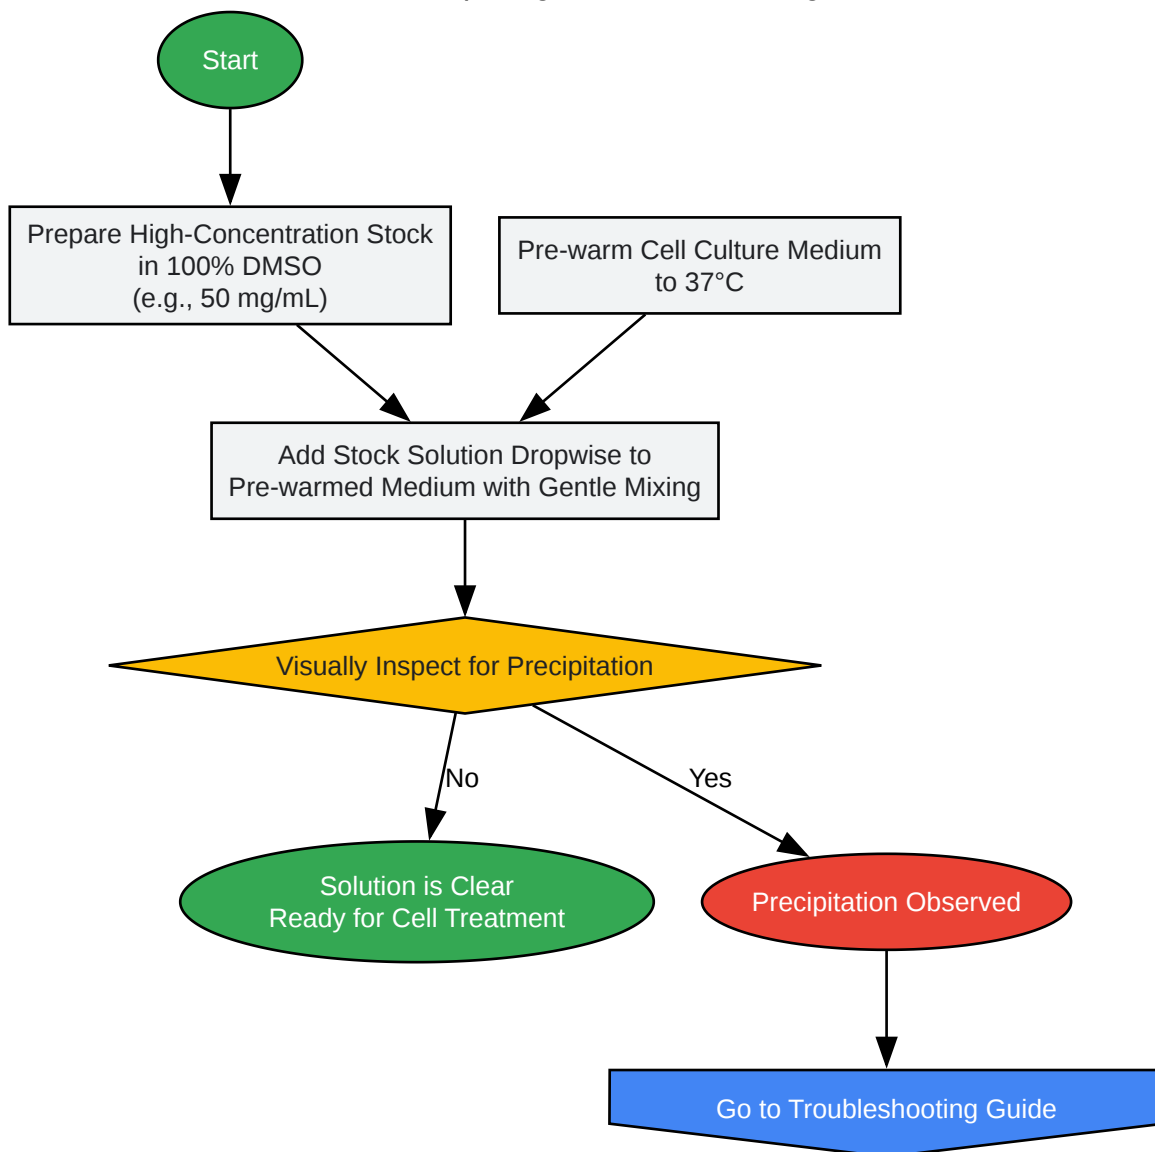 Start
Prepare High-Concentration Stock
in 100% DMSO
(e.g., 50 mg/mL)
Pre-warm Cell Culture Medium
to 37°C
Add Stock Solution Dropwise to
Pre-warmed Medium with Gentle Mixing
Visually Inspect for Precipitation
No
Yes
Solution is Clear
Ready for Cell Treatment
Precipitation Observed
Go to Troubleshooting Guide